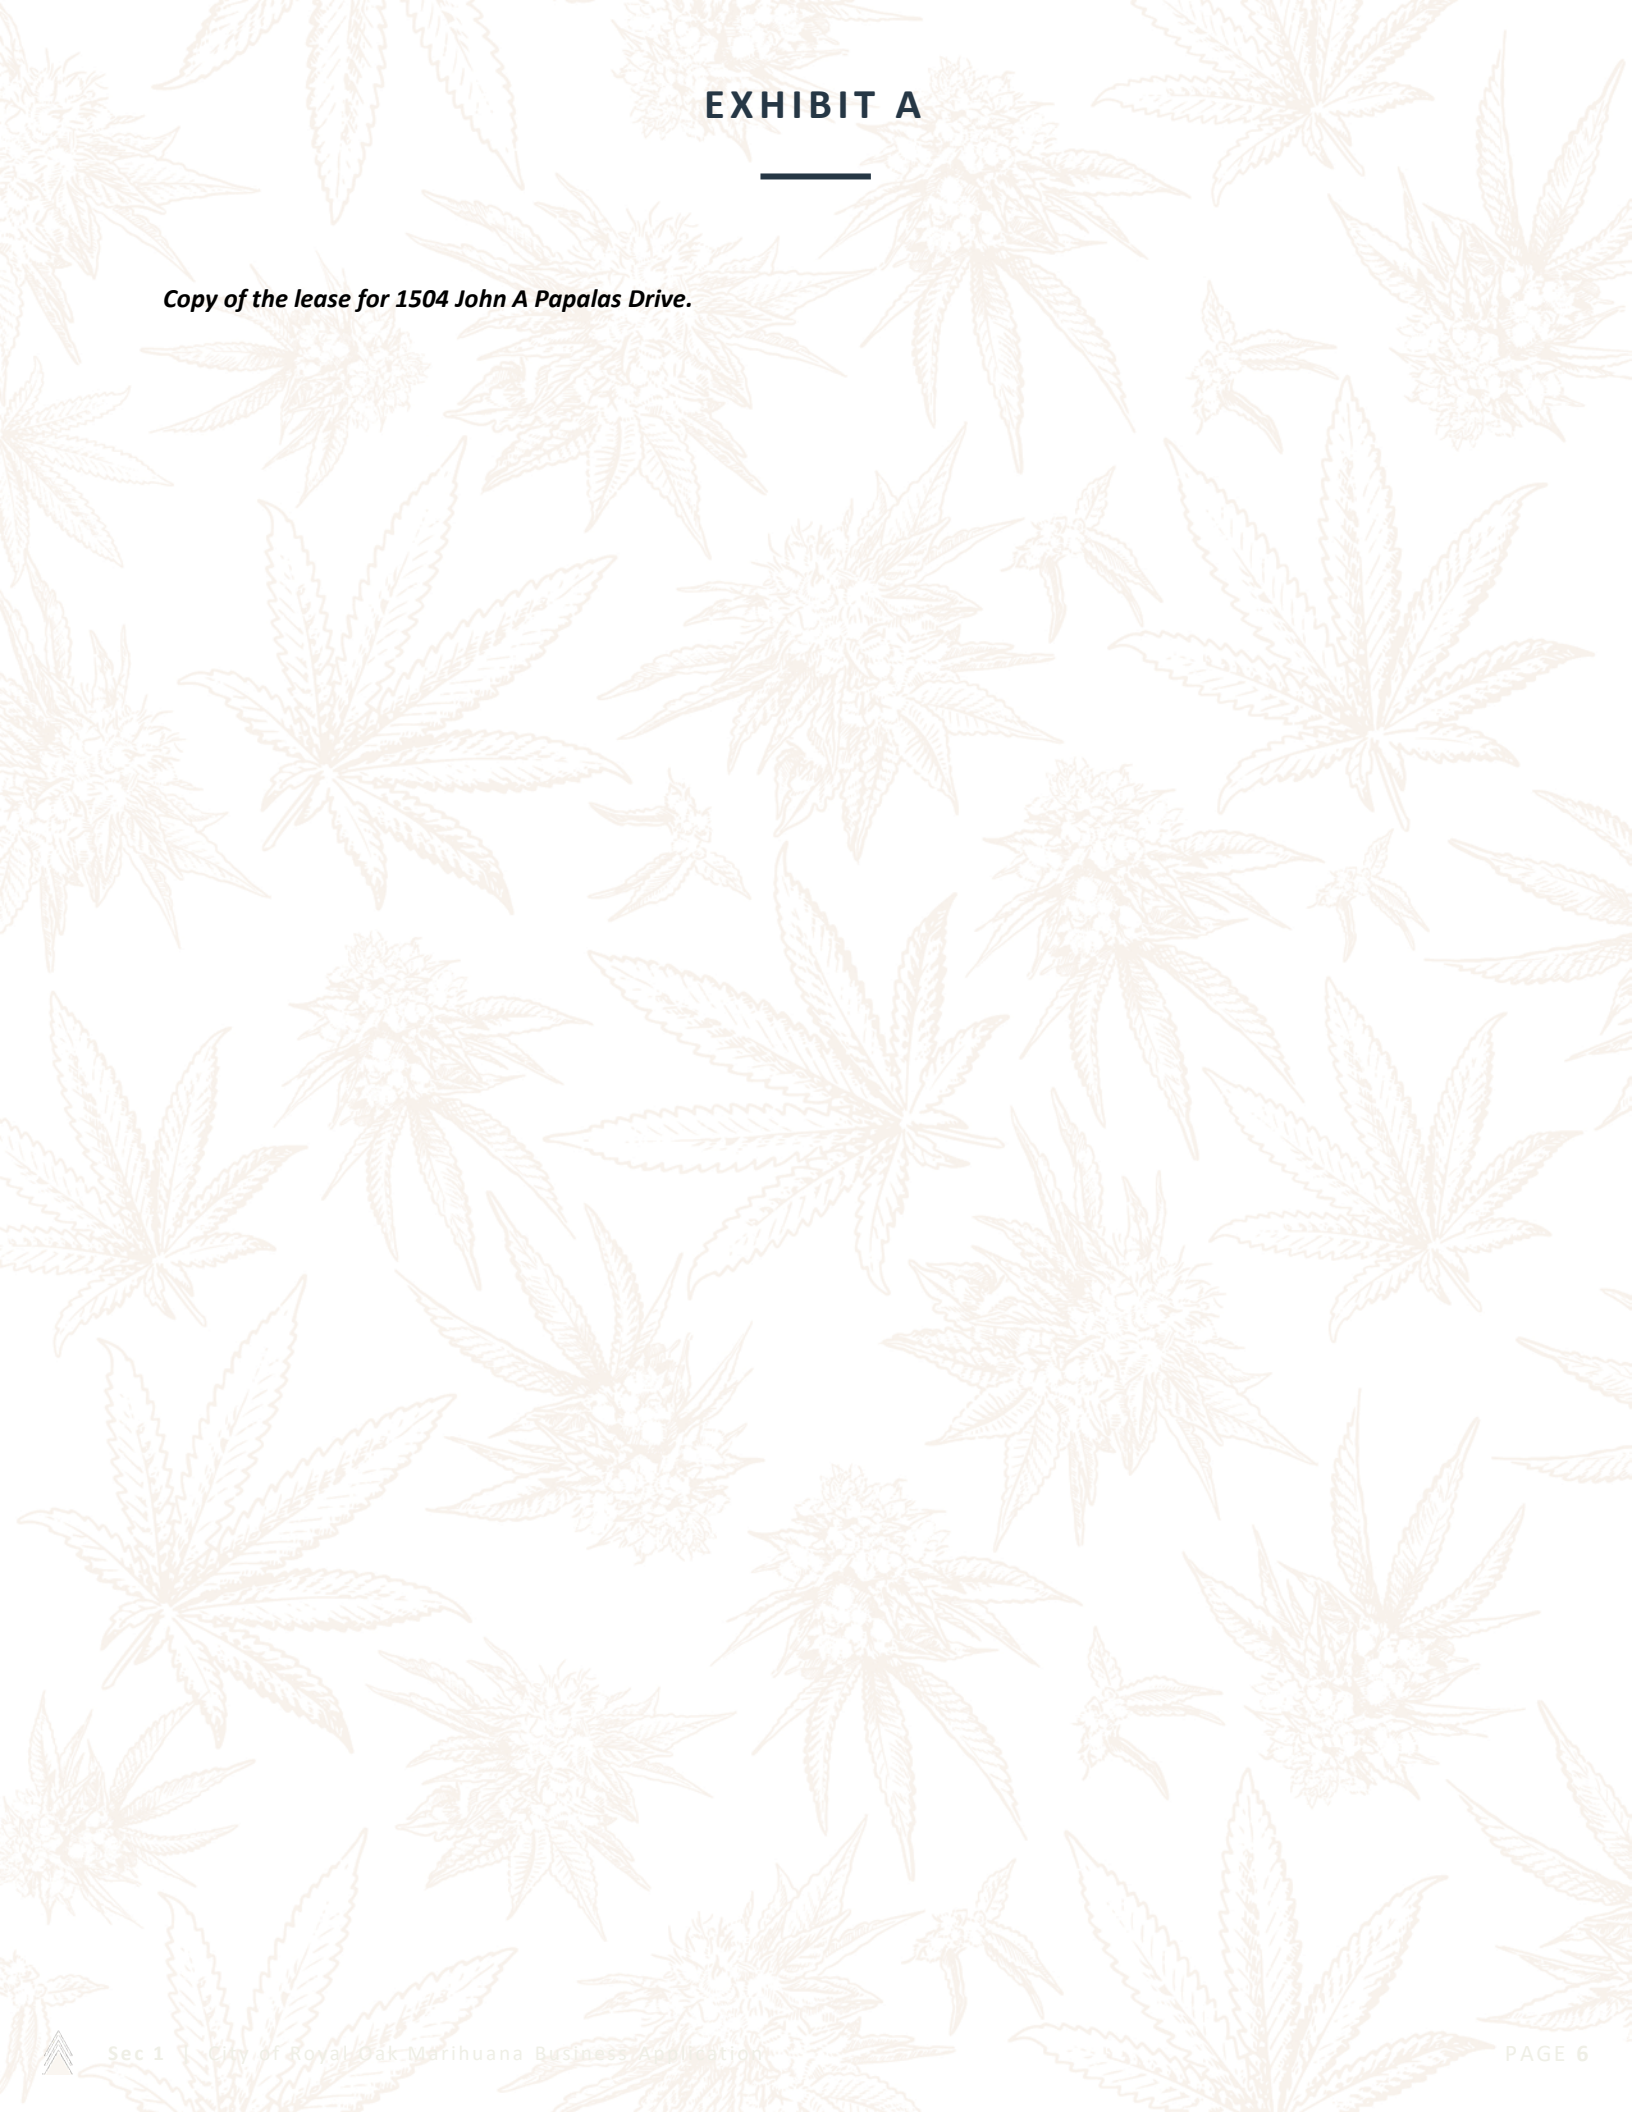 EXHIBIT A
Copy of the lease for 1504 John A Papalas Drive.
Sec 1 | City of Royal Oak Marihuana Business Application PAGE 6